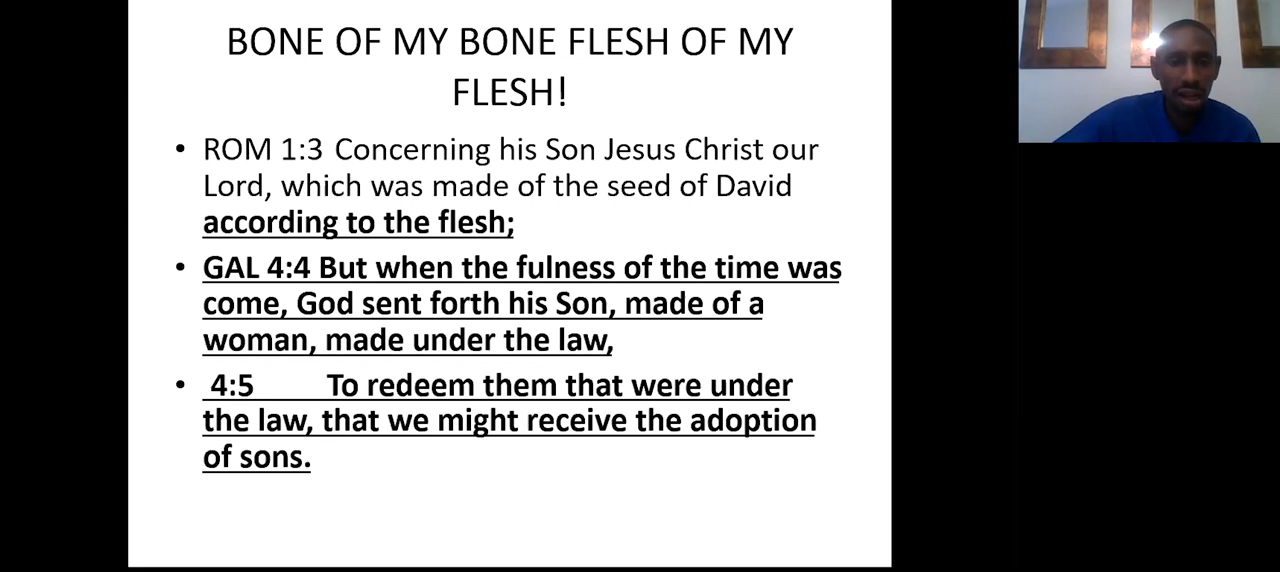 BONE OF MY BONE FLESH OF MY
FLESH!
• ROM 1:3 Concerning his Son Jesus Christ our
Lord, which was made of the seed of David
according to the flesh;
• GAL 4:4 But when the fulness of the time was
come, God sent forth his Son, made of a
woman, made under the law,
• 4:5 To redeem them that were under
the law, that we might receive the adoption
of sons.